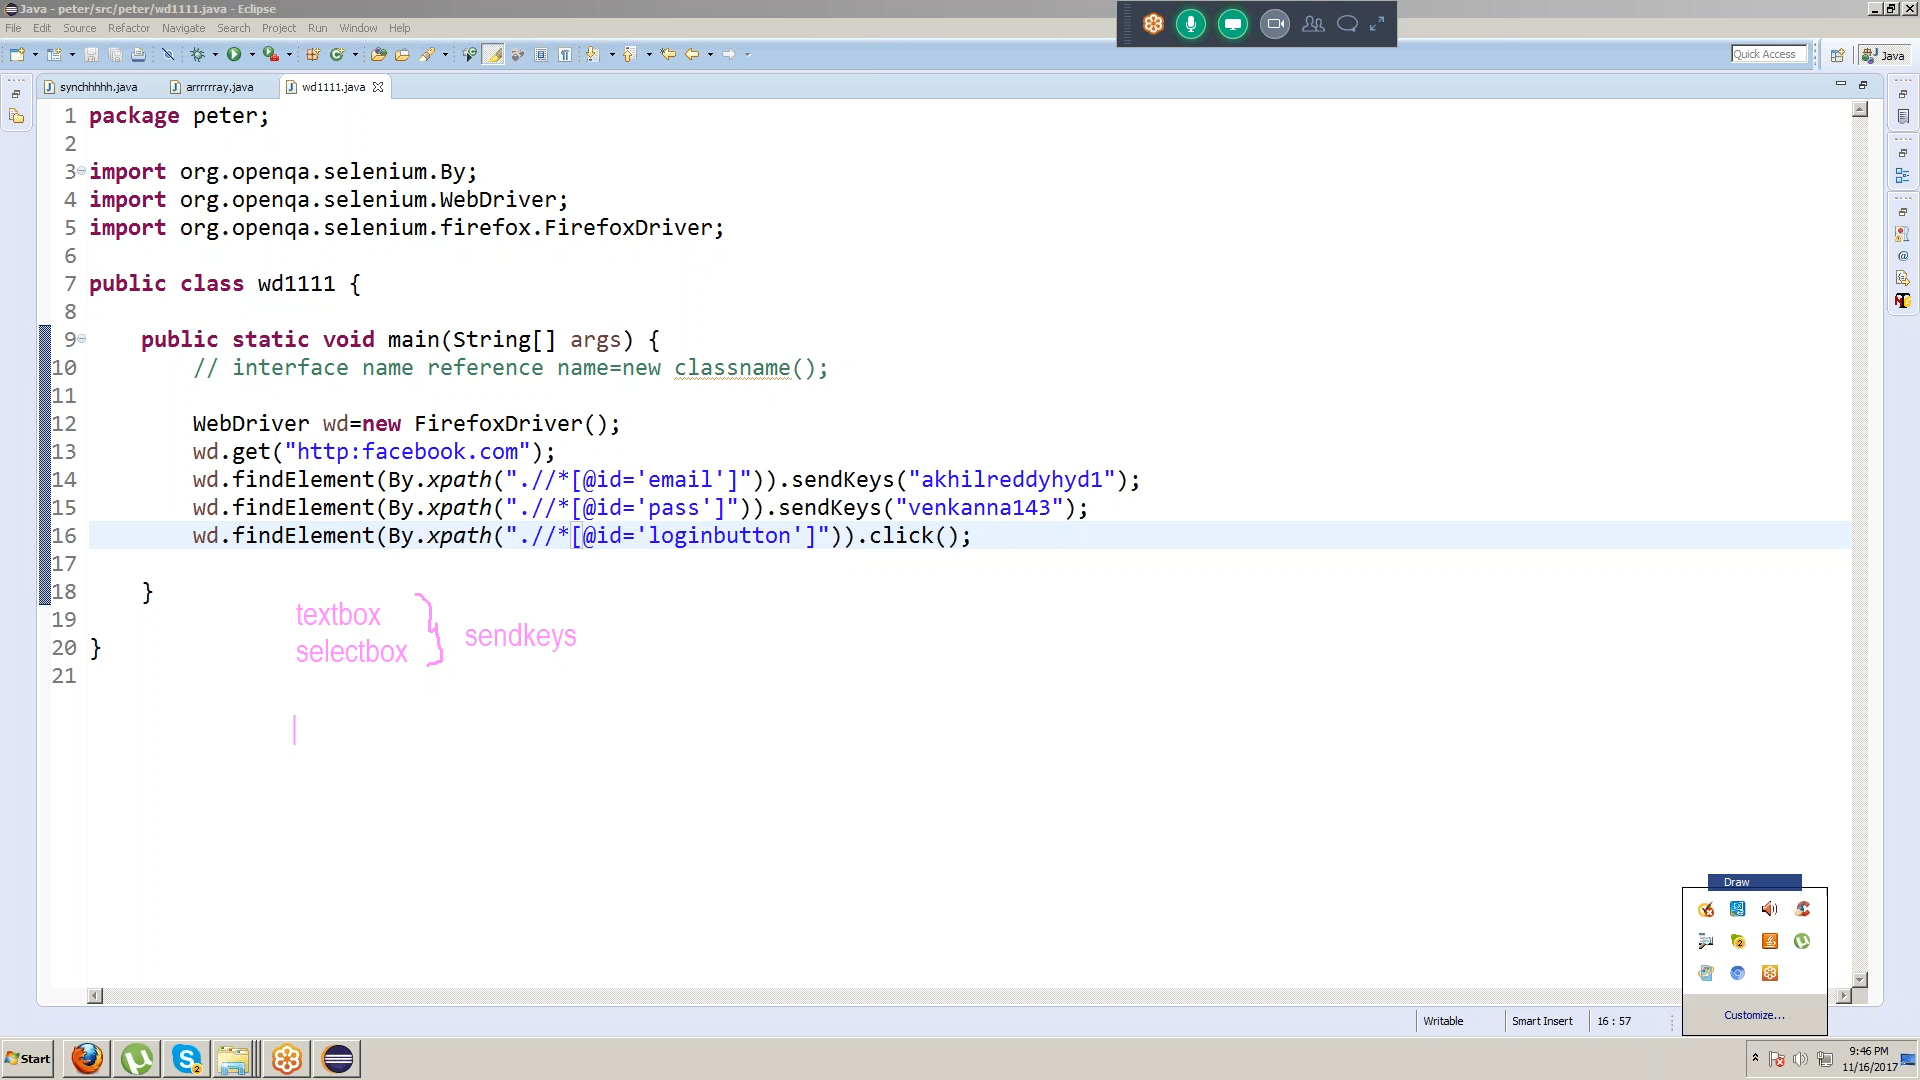 Java - peter/src/peter/wd1111.java - Eclipse
File Edit Source Refactor Navigate Search Project Run Window Help
Quick Access
Java
synchhhhh.java
arrrrrray.java
wd1111.java
1 package peter;
2
3 import org.openqa.selenium.By;
4 import org.openqa.selenium.WebDriver;
5 import org.openqa.selenium.firefox.FirefoxDriver;
6
7 public class wd1111 {
8
9 public static void main(String[] args) {
10 // interface name reference name=new classname();
11
12 WebDriver wd=new FirefoxDriver();
13 wd.get("http:facebook.com");
14 wd.findElement(By.xpath(".//*[@id='email']")).sendKeys("akhilreddyhyd1");
15 wd.findElement(By.xpath(".//*[@id='pass']")).sendKeys("venkanna143");
16 wd.findElement(By.xpath(".//*[@id='loginbutton']")).click();
17
18 }
19
20 }
21
textbox
selectbox
sendkeys
Draw
Customize...
Writable
Smart Insert
16 : 57
Start
9:46 PM
11/16/2017